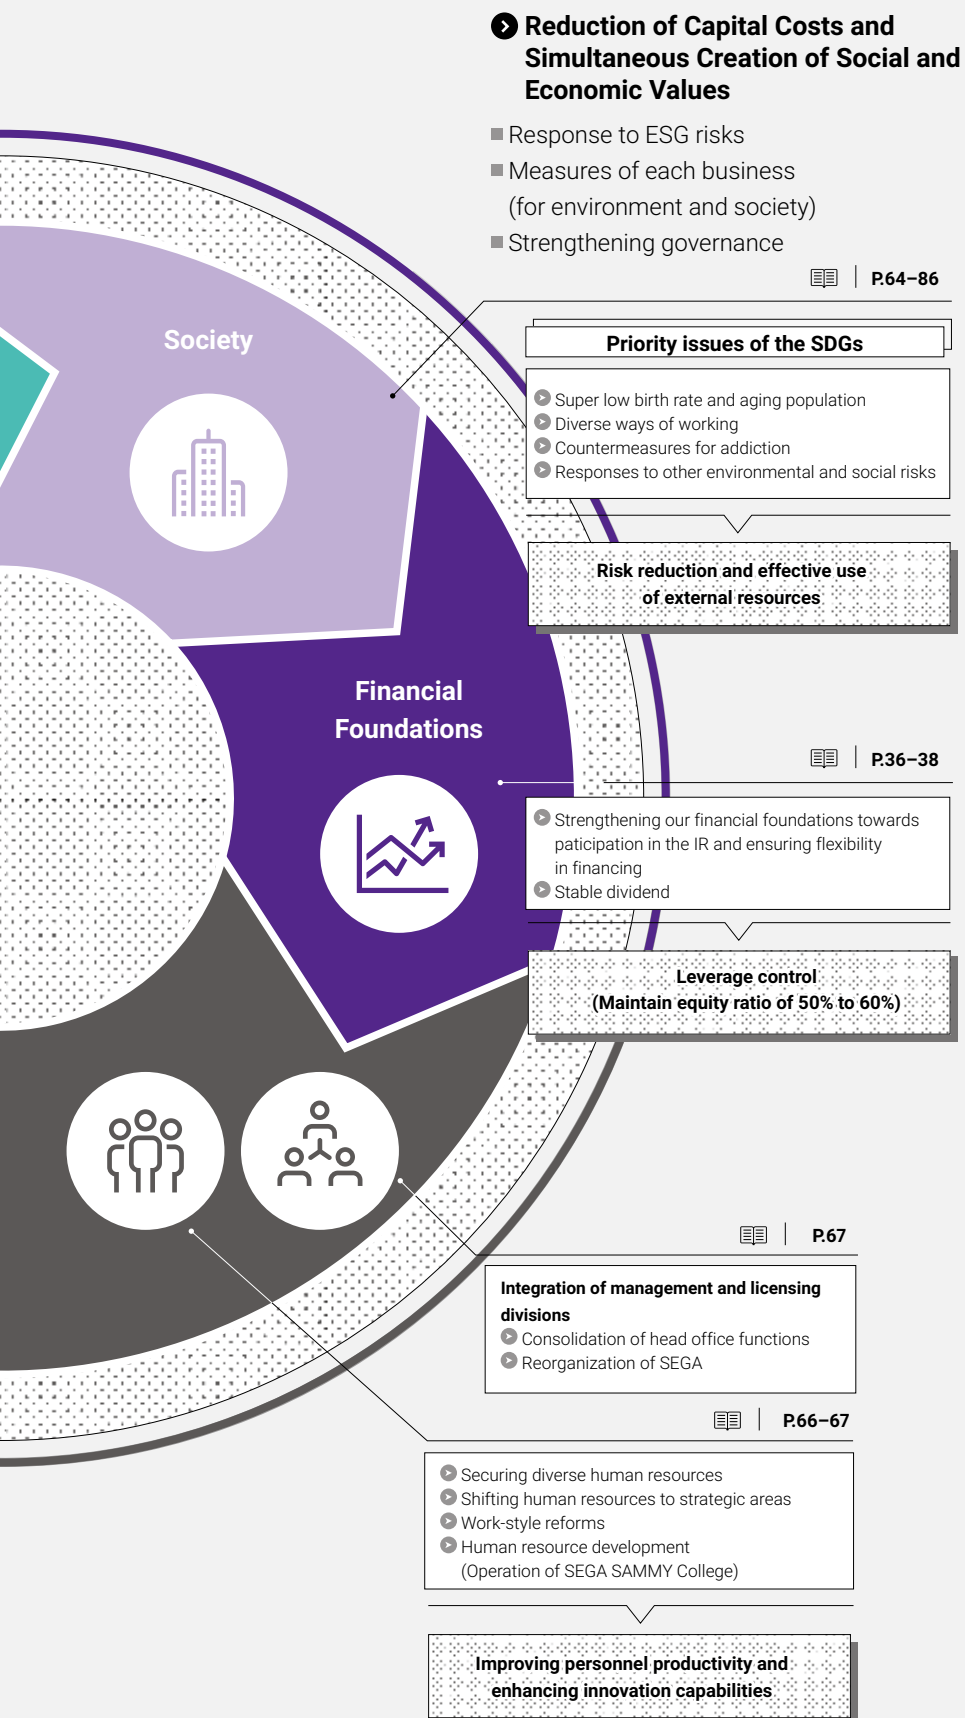 Reduction of Capital Costs and
Simultaneous Creation of Social and
Economic Values
Response to ESG risks
Measures of each business
(for environment and society)
Strengthening governance
P.64–86
Society
Priority issues of the SDGs
Super low birth rate and aging population
Diverse ways of working
Countermeasures for addiction
Responses to other environmental and social risks
Risk reduction and effective use
of external resources
Financial
Foundations
P.36–38
Strengthening our financial foundations towards
paticipation in the IR and ensuring flexibility
in financing
Stable dividend
Leverage control
(Maintain equity ratio of 50% to 60%)
P.67
Integration of management and licensing
divisions
Consolidation of head office functions
Reorganization of SEGA
P.66–67
Securing diverse human resources
Shifting human resources to strategic areas
Work-style reforms
Human resource development
(Operation of SEGA SAMMY College)
Improving personnel productivity and
enhancing innovation capabilities